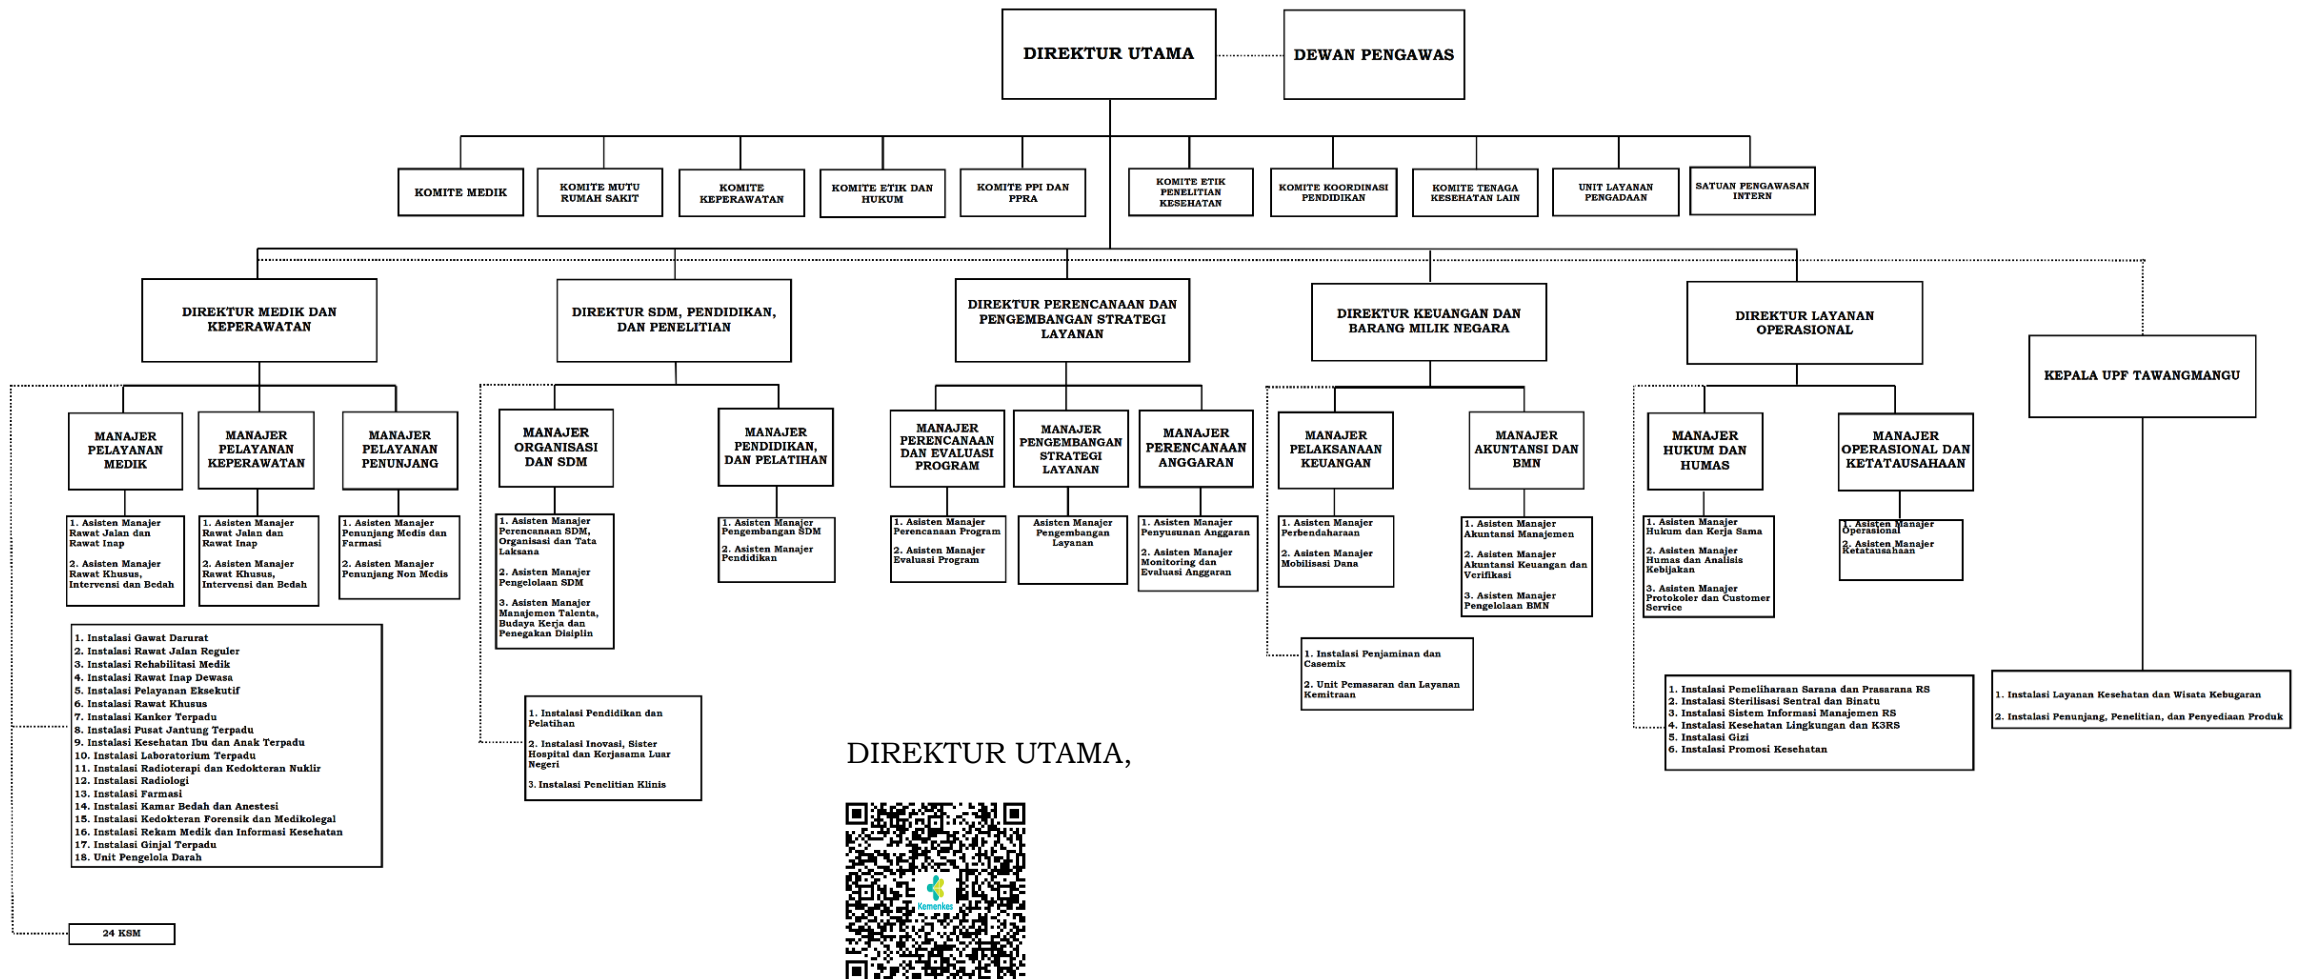 DIREKTUR UTAMA
DEWAN PENGAWAS
KOMITE MEDIK
KOMITE MUTU
RUMAH SAKIT
KOMITE
KEPERAWATAN
KOMITE ETIK DAN
HUKUM
KOMITE PPI DAN
PPRA
KOMITE ETIK
PENELITIAN
KESEHATAN
KOMITE KOORDINASI
PENDIDIKAN
KOMITE TENAGA
KESEHATAN LAIN
UNIT LAYANAN
PENGADAAN
SATUAN PENGAWASAN
INTERN
DIREKTUR MEDIK DAN
KEPERAWATAN
DIREKTUR SDM, PENDIDIKAN,
DAN PENELITIAN
DIREKTUR PERENCANAAN DAN
PENGEMBANGAN STRATEGI
LAYANAN
DIREKTUR KEUANGAN DAN
BARANG MILIK NEGARA
DIREKTUR LAYANAN
OPERASIONAL
KEPALA UPF TAWANGMANGU
MANAJER
PELAYANAN
MEDIK
MANAJER
PELAYANAN
KEPERAWATAN
MANAJER
PELAYANAN
PENUNJANG
MANAJER
ORGANISASI
DAN SDM
MANAJER
PENDIDIKAN,
DAN PELATIHAN
MANAJER
PERENCANAAN
DAN EVALUASI
PROGRAM
MANAJER
PENGEMBANGAN
STRATEGI
LAYANAN
MANAJER
PERENCANAAN
ANGGARAN
MANAJER
PELAKSANAAN
KEUANGAN
MANAJER
AKUNTANSI DAN
BMN
MANAJER
HUKUM DAN
HUMAS
MANAJER
OPERASIONAL DAN
KETATAUSAHAAN
1. Asisten Manajer
Rawat Jalan dan
Rawat Inap
2. Asisten Manajer
Rawat Khusus,
Intervensi dan Bedah
1. Asisten Manajer
Rawat Jalan dan
Rawat Inap
2. Asisten Manajer
Rawat Khusus,
Intervensi dan Bedah
1. Asisten Manajer
Penunjang Medis dan
Farmasi
2. Asisten Manajer
Penunjang Non Medis
1. Asisten Manajer
Perencanaan SDM,
Organisasi dan Tata
Laksana
2. Asisten Manajer
Pengelolaan SDM
3. Asisten Manajer
Manajemen Talenta,
Budaya Kerja dan
Penegakan Disiplin
1. Asisten Manajer
Pengembangan SDM
2. Asisten Manajer
Pendidikan
1. Asisten Manajer
Perencanaan Program
2. Asisten Manajer
Evaluasi Program
Asisten Manajer
Pengembangan
Layanan
1. Asisten Manajer
Penyusunan Anggaran
2. Asisten Manajer
Monitoring dan
Evaluasi Anggaran
1. Asisten Manajer
Perbendaharaan
2. Asisten Manajer
Mobilisasi Dana
1. Asisten Manajer
Akuntansi Manajemen
2. Asisten Manajer
Akuntansi Keuangan dan
Verifikasi
3. Asisten Manajer
Pengelolaan BMN
1. Asisten Manajer
Hukum dan Kerja Sama
2. Asisten Manajer
Humas dan Analisis
Kebijakan
3. Asisten Manajer
Protokoler dan Customer
Service
1. Asisten Manajer
Operasional
2. Asisten Manajer
Ketatausahaan
1. Instalasi Gawat Darurat
2. Instalasi Rawat Jalan Reguler
3. Instalasi Rehabilitasi Medik
4. Instalasi Rawat Inap Dewasa
5. Instalasi Pelayanan Eksekutif
6. Instalasi Rawat Khusus
7. Instalasi Kanker Terpadu
8. Instalasi Pusat Jantung Terpadu
9. Instalasi Kesehatan Ibu dan Anak Terpadu
10. Instalasi Laboratorium Terpadu
11. Instalasi Radioterapi dan Kedokteran Nuklir
12. Instalasi Radiologi
13. Instalasi Farmasi
14. Instalasi Kamar Bedah dan Anestesi
15. Instalasi Kedokteran Forensik dan Medikolegal
16. Instalasi Rekam Medik dan Informasi Kesehatan
17. Instalasi Ginjal Terpadu
18. Unit Pengelola Darah
24 KSM
1. Instalasi Pendidikan dan
Pelatihan
2. Instalasi Inovasi, Sister
Hospital dan Kerjasama Luar
Negeri
3. Instalasi Penelitian Klinis
1. Instalasi Penjaminan dan
Casemix
2. Unit Pemasaran dan Layanan
Kemitraan
1. Instalasi Pemeliharaan Sarana dan Prasarana RS
2. Instalasi Sterilisasi Sentral dan Binatu
3. Instalasi Sistem Informasi Manajemen RS
4. Instalasi Kesehatan Lingkungan dan K3RS
5. Instalasi Gizi
6. Instalasi Promosi Kesehatan
1. Instalasi Layanan Kesehatan dan Wisata Kebugaran
2. Instalasi Penunjang, Penelitian, dan Penyediaan Produk
DIREKTUR UTAMA,
Kemenkes